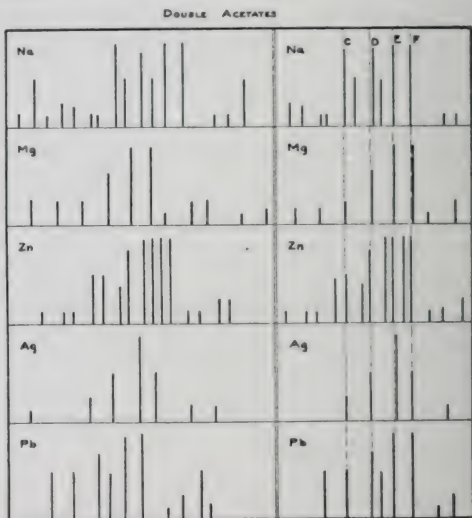 DOUBLE ACETATES
Na Na C D E F
Mg Mg
Zn Zn
Ag Ag
Pb Pb